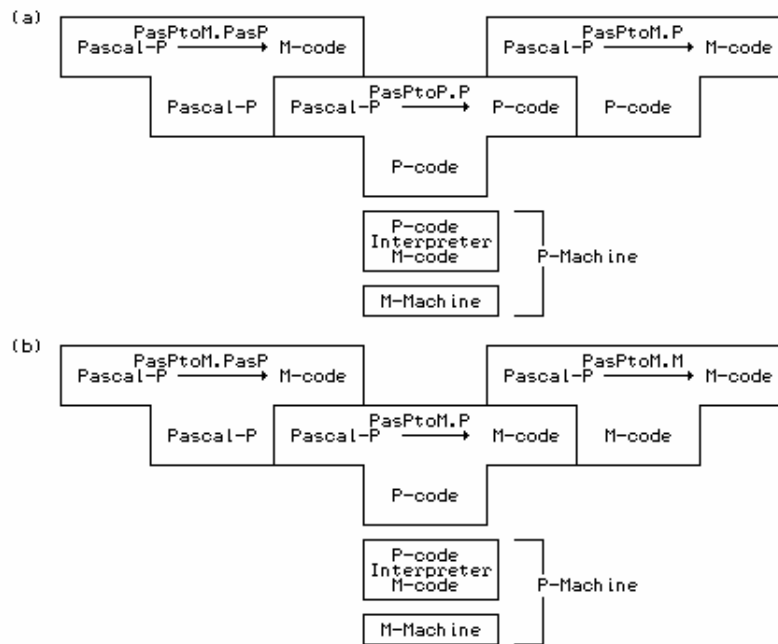 (a)
PasPtoM.PasP PasPtoM.P
Pascal-P M-code Pascal-P M-code
PasPtoP.P
Pascal-P Pascal-P P-code P-code
P-code
P-code
Interpreter
M-code
P-Machine
M-Machine
(b)
PasPtoM.PasP PasPtoM.M
Pascal-P M-code Pascal-P M-code
PasPtoM.P
Pascal-P Pascal-P M-code M-code
P-code
P-code
Interpreter
M-code
P-Machine
M-Machine